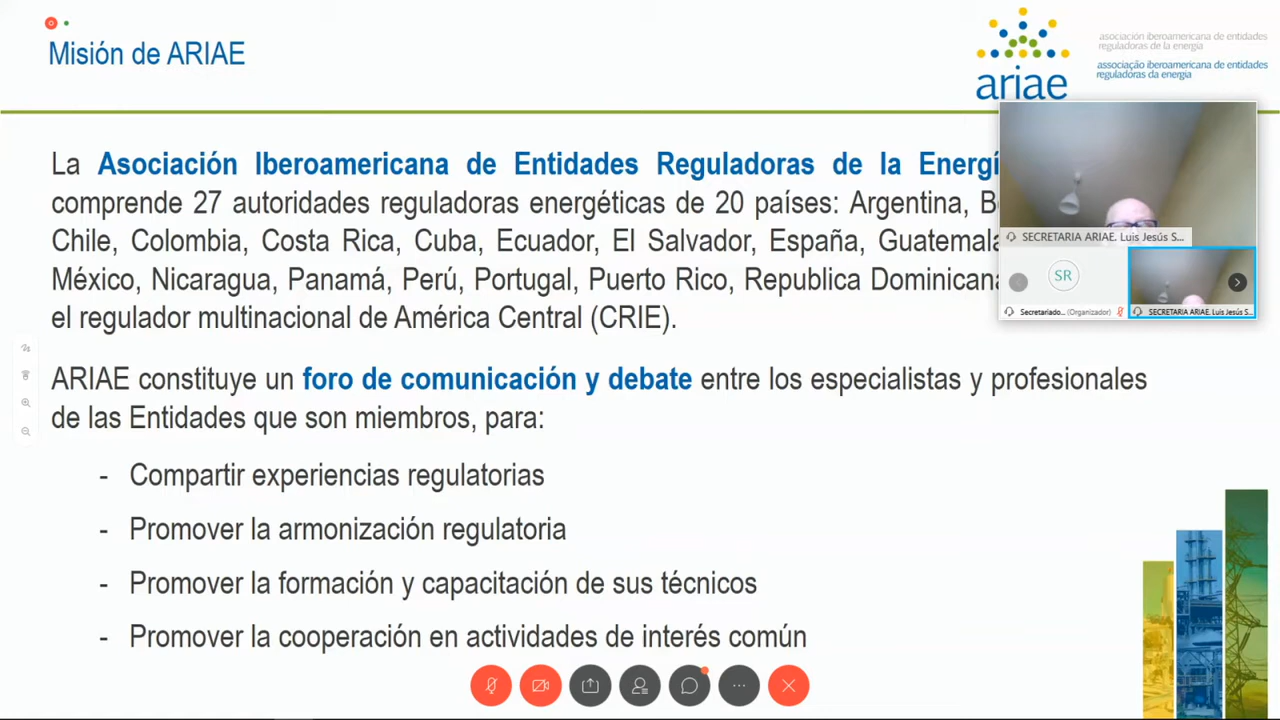 Misión de ARIAE
ariae
asociación iberoamericana de entidades
reguladoras de la energía
associação iberoamericana de entidades
reguladoras da energia
La Asociación Iberoamericana de Entidades Reguladoras de la
comprende 27 autoridades reguladoras energéticas de 20 países: Argentina,
Chile, Colombia, Costa Rica, Cuba, Ecuador, El Salvador, España,
México, Nicaragua, Panamá, Perú, Portugal, Puerto Rico, Republica Dominicana
el regulador multinacional de América Central (CRIE).
SECRETARIA ARIAE. Luis Jesús S...
SR
Secretariado... (Organizador)
SECRETARIA ARIAE. Luis Jesús S...
ARIAE constituye un foro de comunicación y debate entre los especialistas y profesionales
de las Entidades que son miembros, para:
- Compartir experiencias regulatorias
- Promover la armonización regulatoria
- Promover la formación y capacitación de sus técnicos
- Promover la cooperación en actividades de interés común